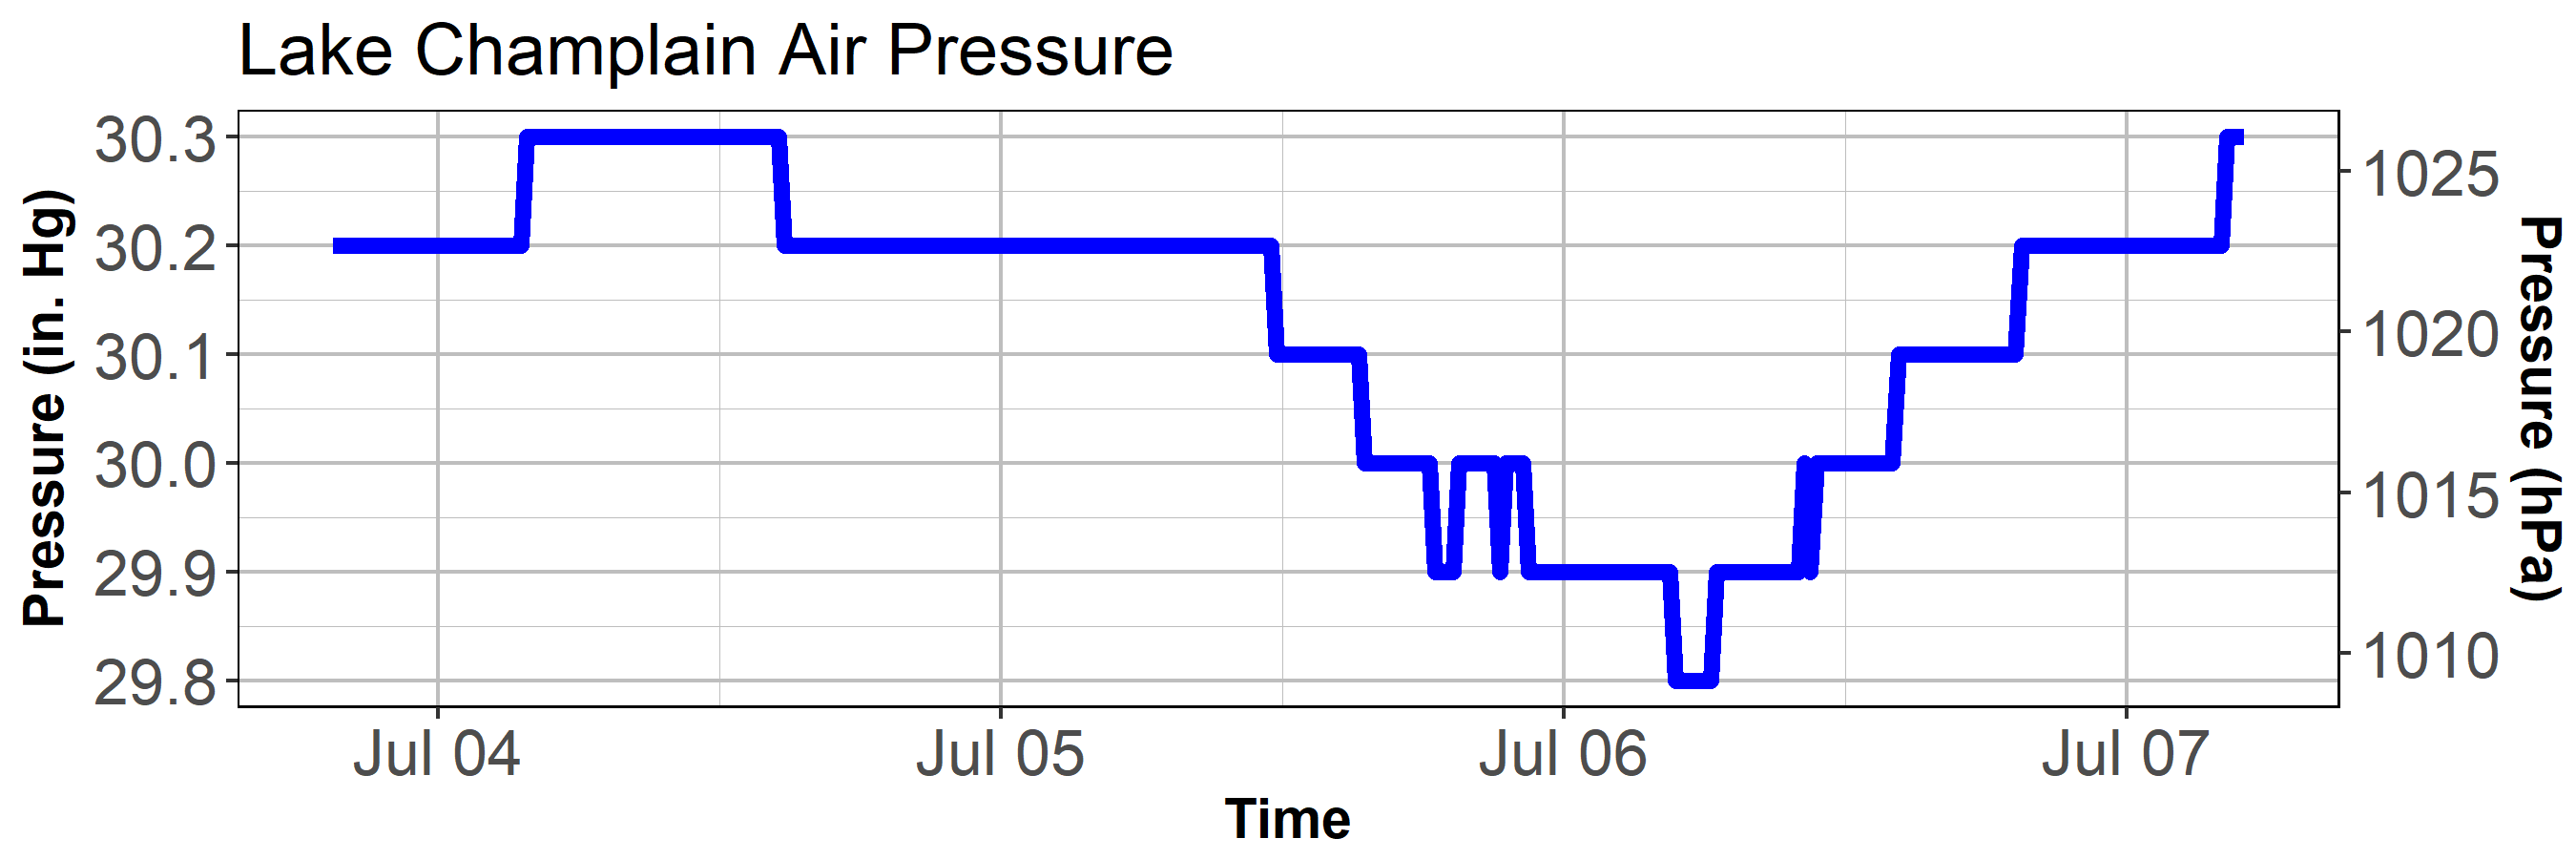 Lake Champlain Air Pressure
Pressure (in. Hg)
30.3
30.2
30.1
30.0
29.9
29.8
1025
1020
1015
1010
Pressure (hPa)
Jul 04 Jul 05 Jul 06 Jul 07
Time